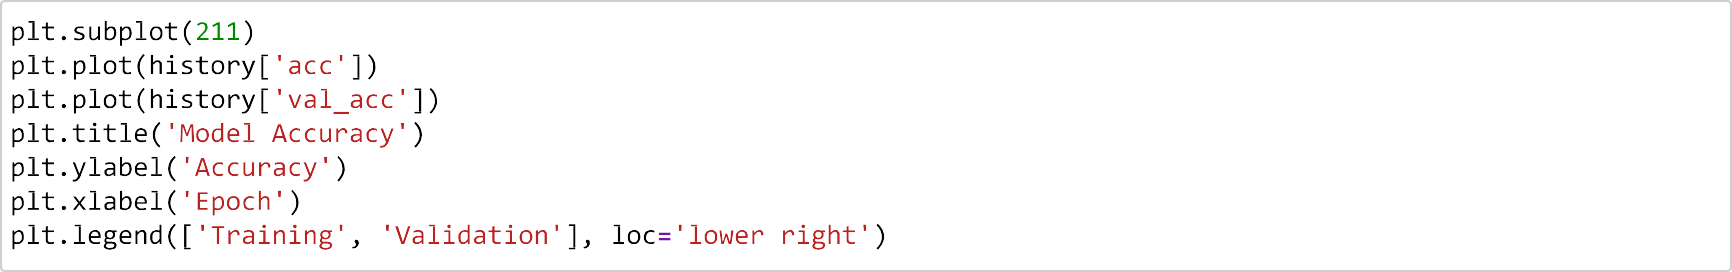 plt.subplot(211)
plt.plot(history['acc'])
plt.plot(history['val_acc'])
plt.title('Model Accuracy')
plt.ylabel('Accuracy')
plt.xlabel('Epoch')
plt.legend(['Training', 'Validation'], loc='lower right')